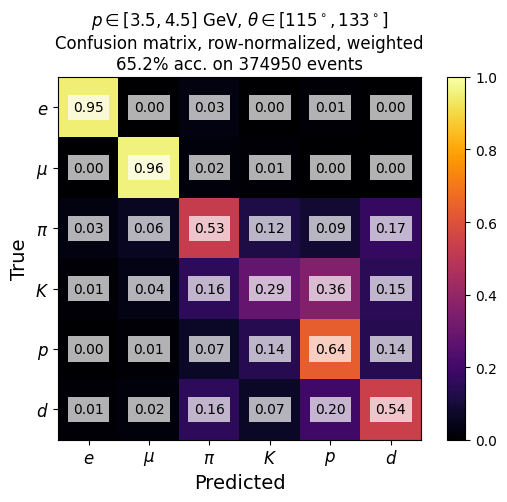 p ∈ [3.5, 4.5] GeV, θ ∈ [115°, 133°]
Confusion matrix, row-normalized, weighted
65.2% acc. on 374950 events
e 0.95 0.00 0.03 0.00 0.01 0.00
μ 0.00 0.96 0.02 0.01 0.00 0.00
π 0.03 0.06 0.53 0.12 0.09 0.17
K 0.01 0.04 0.16 0.29 0.36 0.15
p 0.00 0.01 0.07 0.14 0.64 0.14
d 0.01 0.02 0.16 0.07 0.20 0.54
e μ π K p d
True
Predicted
1.0
0.8
0.6
0.4
0.2
0.0